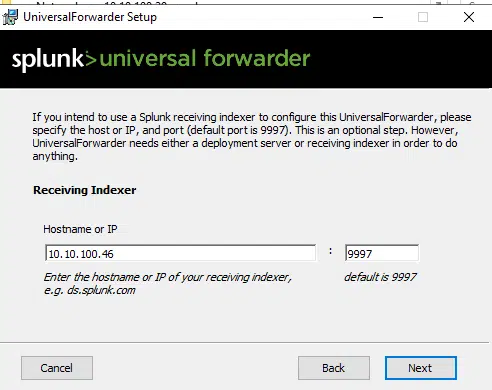 UniversalForwarder Setup
splunk>universal forwarder
If you intend to use a Splunk receiving indexer to configure this UniversalForwarder, please
specify the host or IP, and port (default port is 9997). This is an optional step. However,
UniversalForwarder needs either a deployment server or receiving indexer in order to do
anything.
Receiving Indexer
Hostname or IP
10.10.100.46 : 9997
Enter the hostname or IP of your receiving indexer, default is 9997
e.g. ds.splunk.com
Cancel Back Next